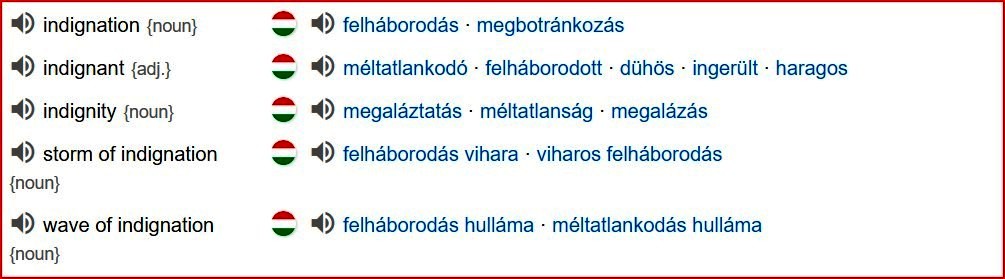 indignation {noun} felháborodás · megbotránkozás
indignant {adj.} méltatlankodó · felháborodott · dühös · ingerült · haragos
indignity {noun} megaláztatás · méltatlanság · megalázás
storm of indignation felháborodás vihara · viharos felháborodás
{noun}
wave of indignation felháborodás hulláma · méltatlankodás hulláma
{noun}